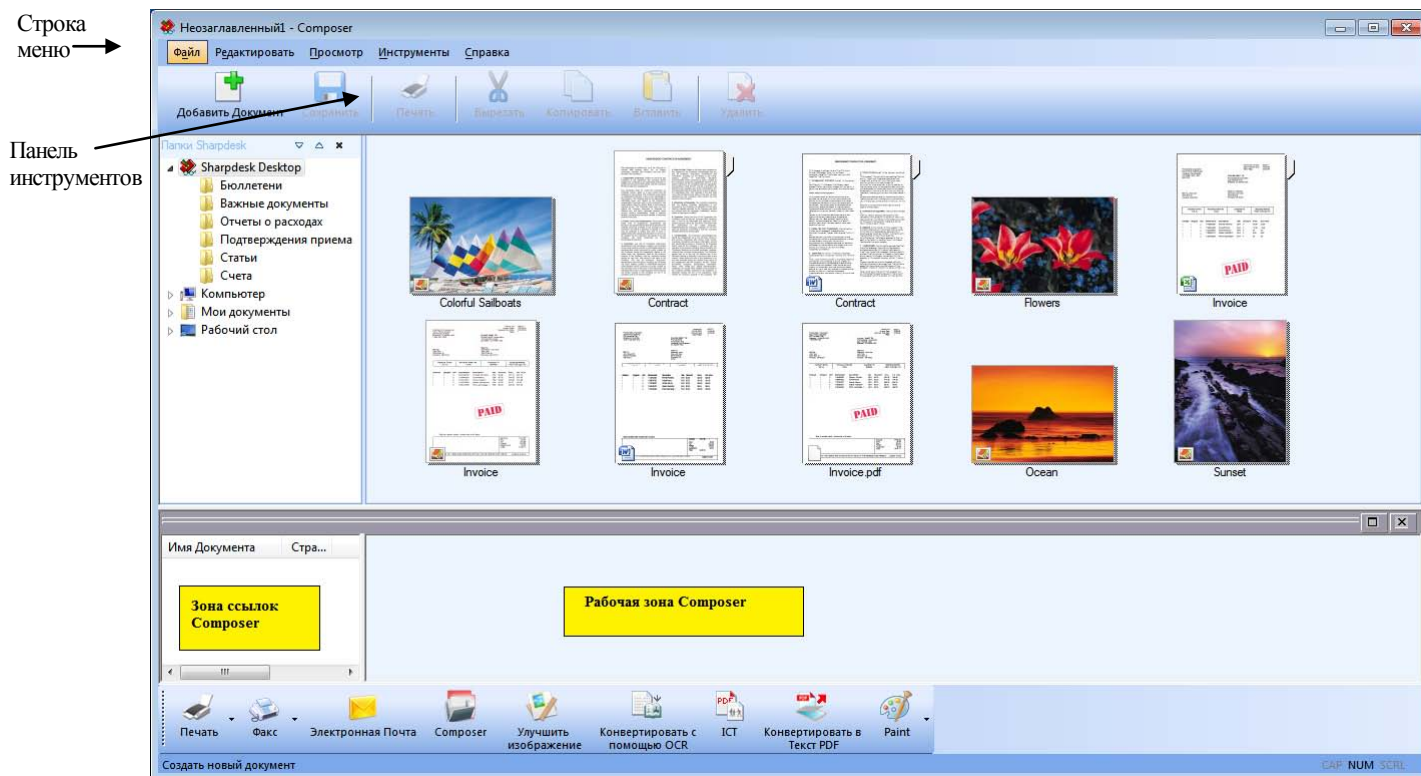 Строка
меню
Панель
инструментов
Неозаглавленный1 - Composer
Файл Редактировать Просмотр Инструменты Справка
Добавить Документ Сохранить Печать Вырезать Копировать Вставить Удалить
Папки Sharpdesk
Sharpdesk Desktop
Бюллетени
Важные документы
Отчеты о расходах
Подтверждения приема
Статьи
Счета
Компьютер
Мои документы
Рабочий стол
PAID
Colorful Sailboats Contract Contract Flowers Invoice
PAID PAID
Invoice Invoice Invoice.pdf Ocean Sunset
Имя Документа Стра...
Зона ссылок
Composer
Рабочая зона Composer
Печать Факс Электронная Почта Composer Улучшить
изображение Конвертировать с
помощью OCR ICT Конвертировать в
Текст PDF Paint
Создать новый документ
CAP NUM SCRL